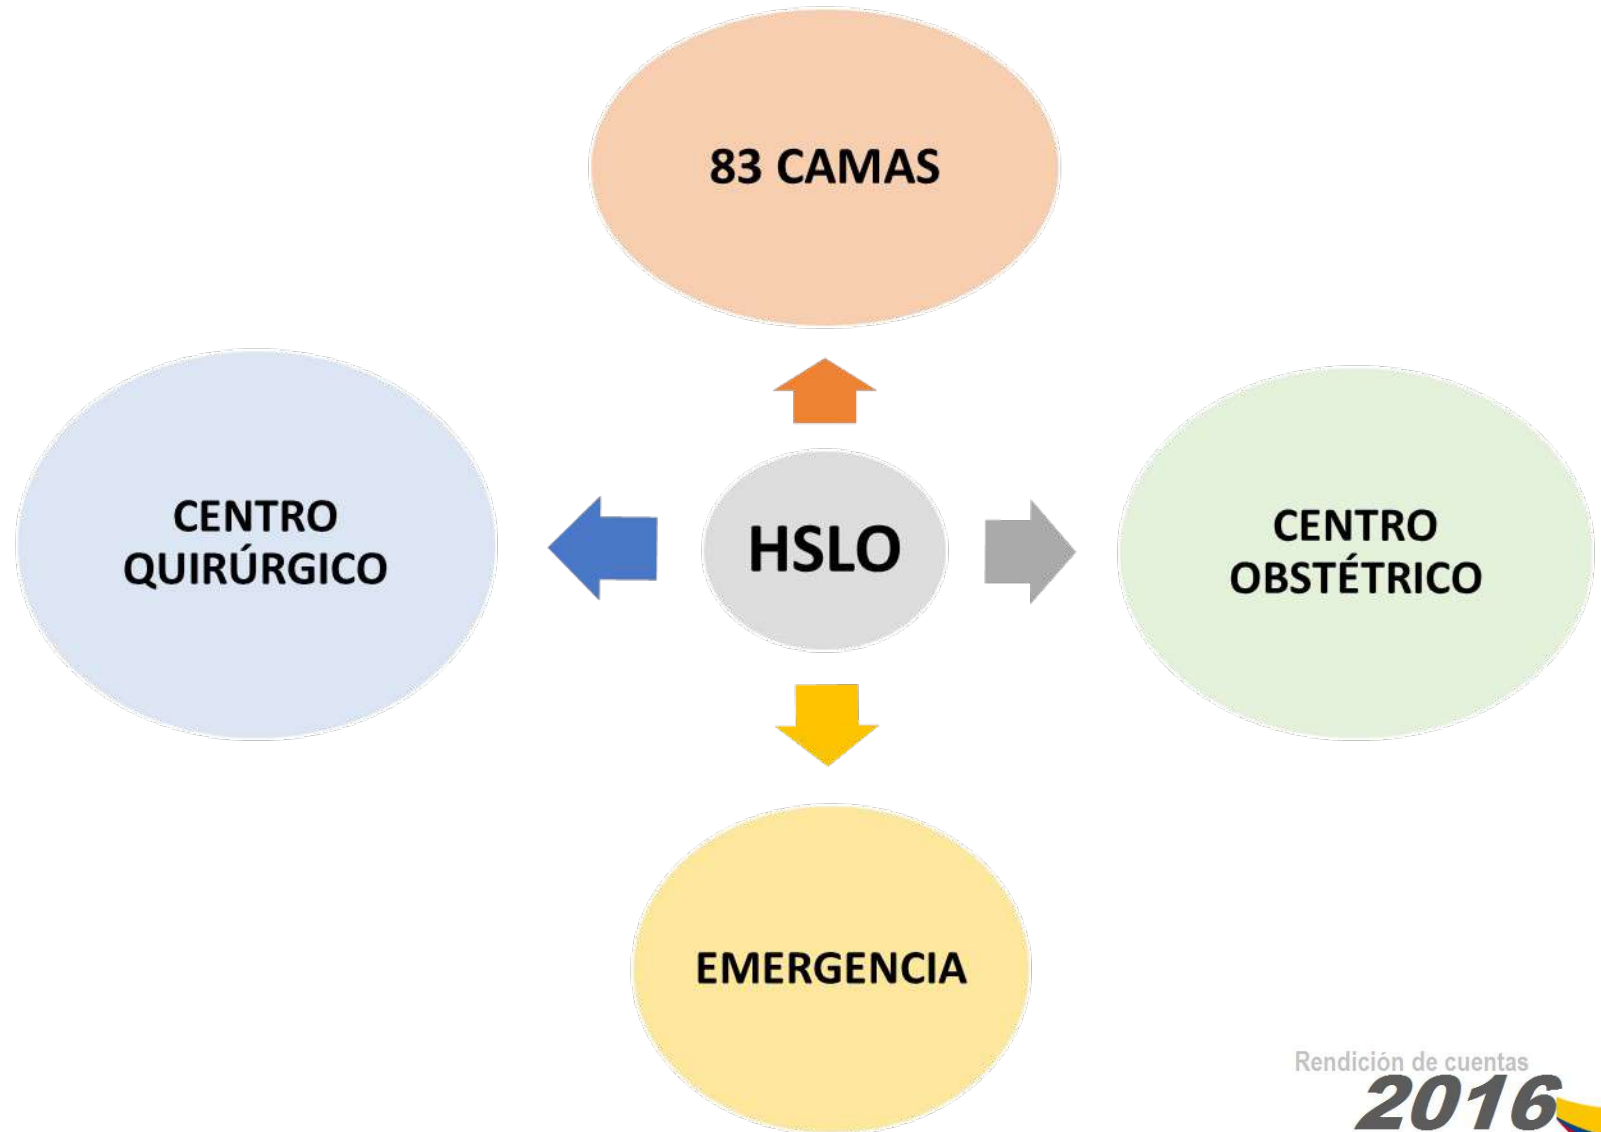 83 CAMAS
CENTRO
QUIRÚRGICO
HSLO
CENTRO
OBSTÉTRICO
EMERGENCIA
Rendición de cuentas
2016